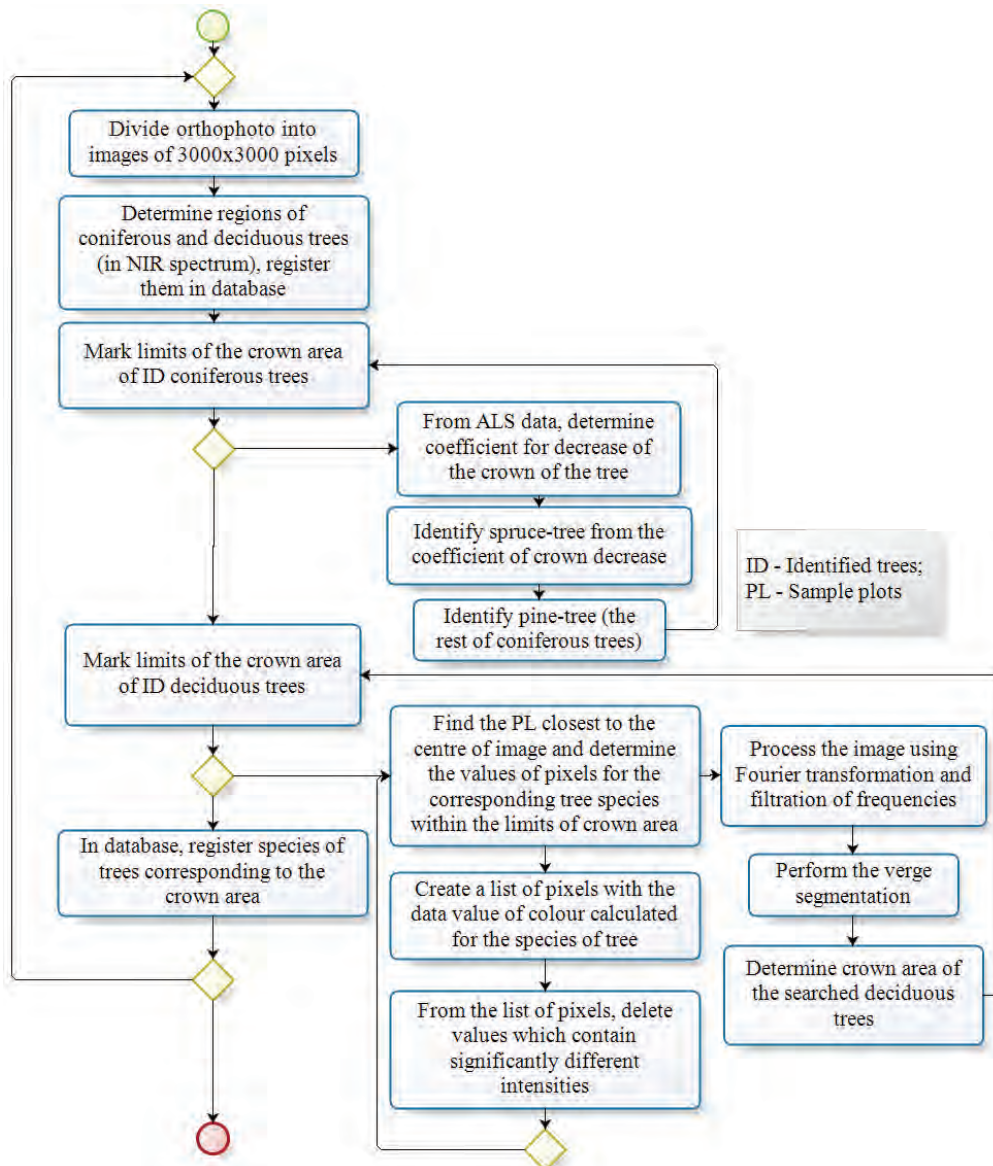 Divide orthophoto into
images of 3000x3000 pixels
Determine regions of
coniferous and deciduous trees
(in NIR spectrum), register
them in database
Mark limits of the crown area
of ID coniferous trees
From ALS data, determine
coefficient for decrease of
the crown of the tree
Identify spruce-tree from the
coefficient of crown decrease
Identify pine-tree (the
rest of coniferous trees)
ID - Identified trees;
PL - Sample plots
Mark limits of the crown area
of ID deciduous trees
Find the PL closest to the
centre of image and determine
the values of pixels for the
corresponding tree species
within the limits of crown area
Process the image using
Fourier transformation and
filtration of frequencies
In database, register species of
trees corresponding to the
crown area
Create a list of pixels with the
data value of colour calculated
for the species of tree
Perform the verge
segmentation
Determine crown area of
the searched deciduous
trees
From the list of pixels, delete
values which contain
significantly different
intensities